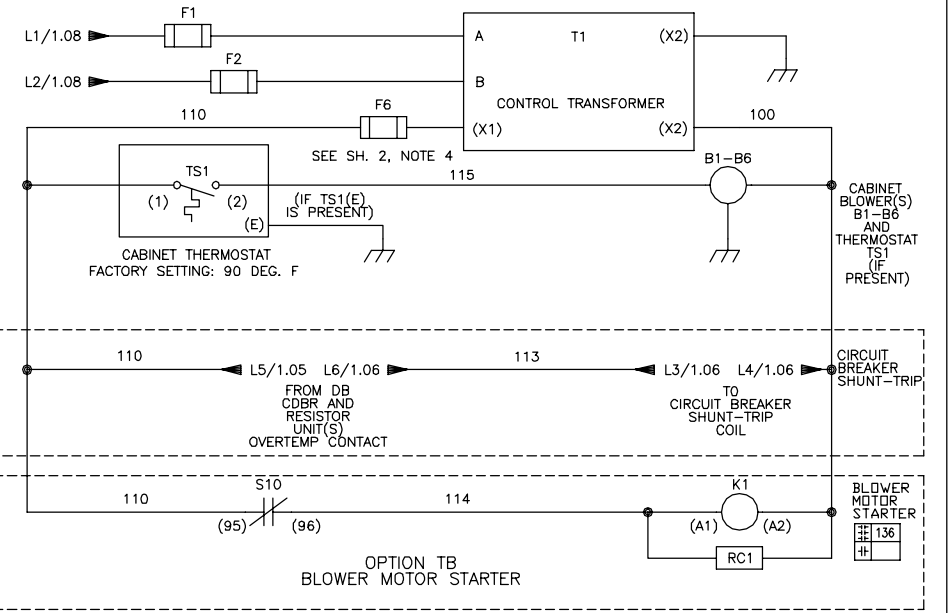 F1
L1/1.08
A
T1
(X2)
F2
L2/1.08
B
CONTROL TRANSFORMER
110
F6
(X1)
(X2)
100
SEE SH. 2, NOTE 4
B1-B6
TS1
115
(1)
(2)
(IF TS1(E)
IS PRESENT)
(E)
CABINET THERMOSTAT
FACTORY SETTING: 90 DEG. F
CABINET
BLOWER(S)
B1-B6
AND
THERMOSTAT
TS1
(IF
PRESENT)
110
L5/1.05
L6/1.06
113
L3/1.06
L4/1.06
FROM DB
CDBR AND
RESISTOR
UNIT(S)
OVERTEMP CONTACT
TO
CIRCUIT BREAKER
SHUNT-TRIP
COIL
CIRCUIT
BREAKER
SHUNT-TRIP
110
S10
114
K1
(95)
(96)
(A1)
(A2)
RC1
BLOWER
MOTOR
STARTER
136
OPTION TB
BLOWER MOTOR STARTER